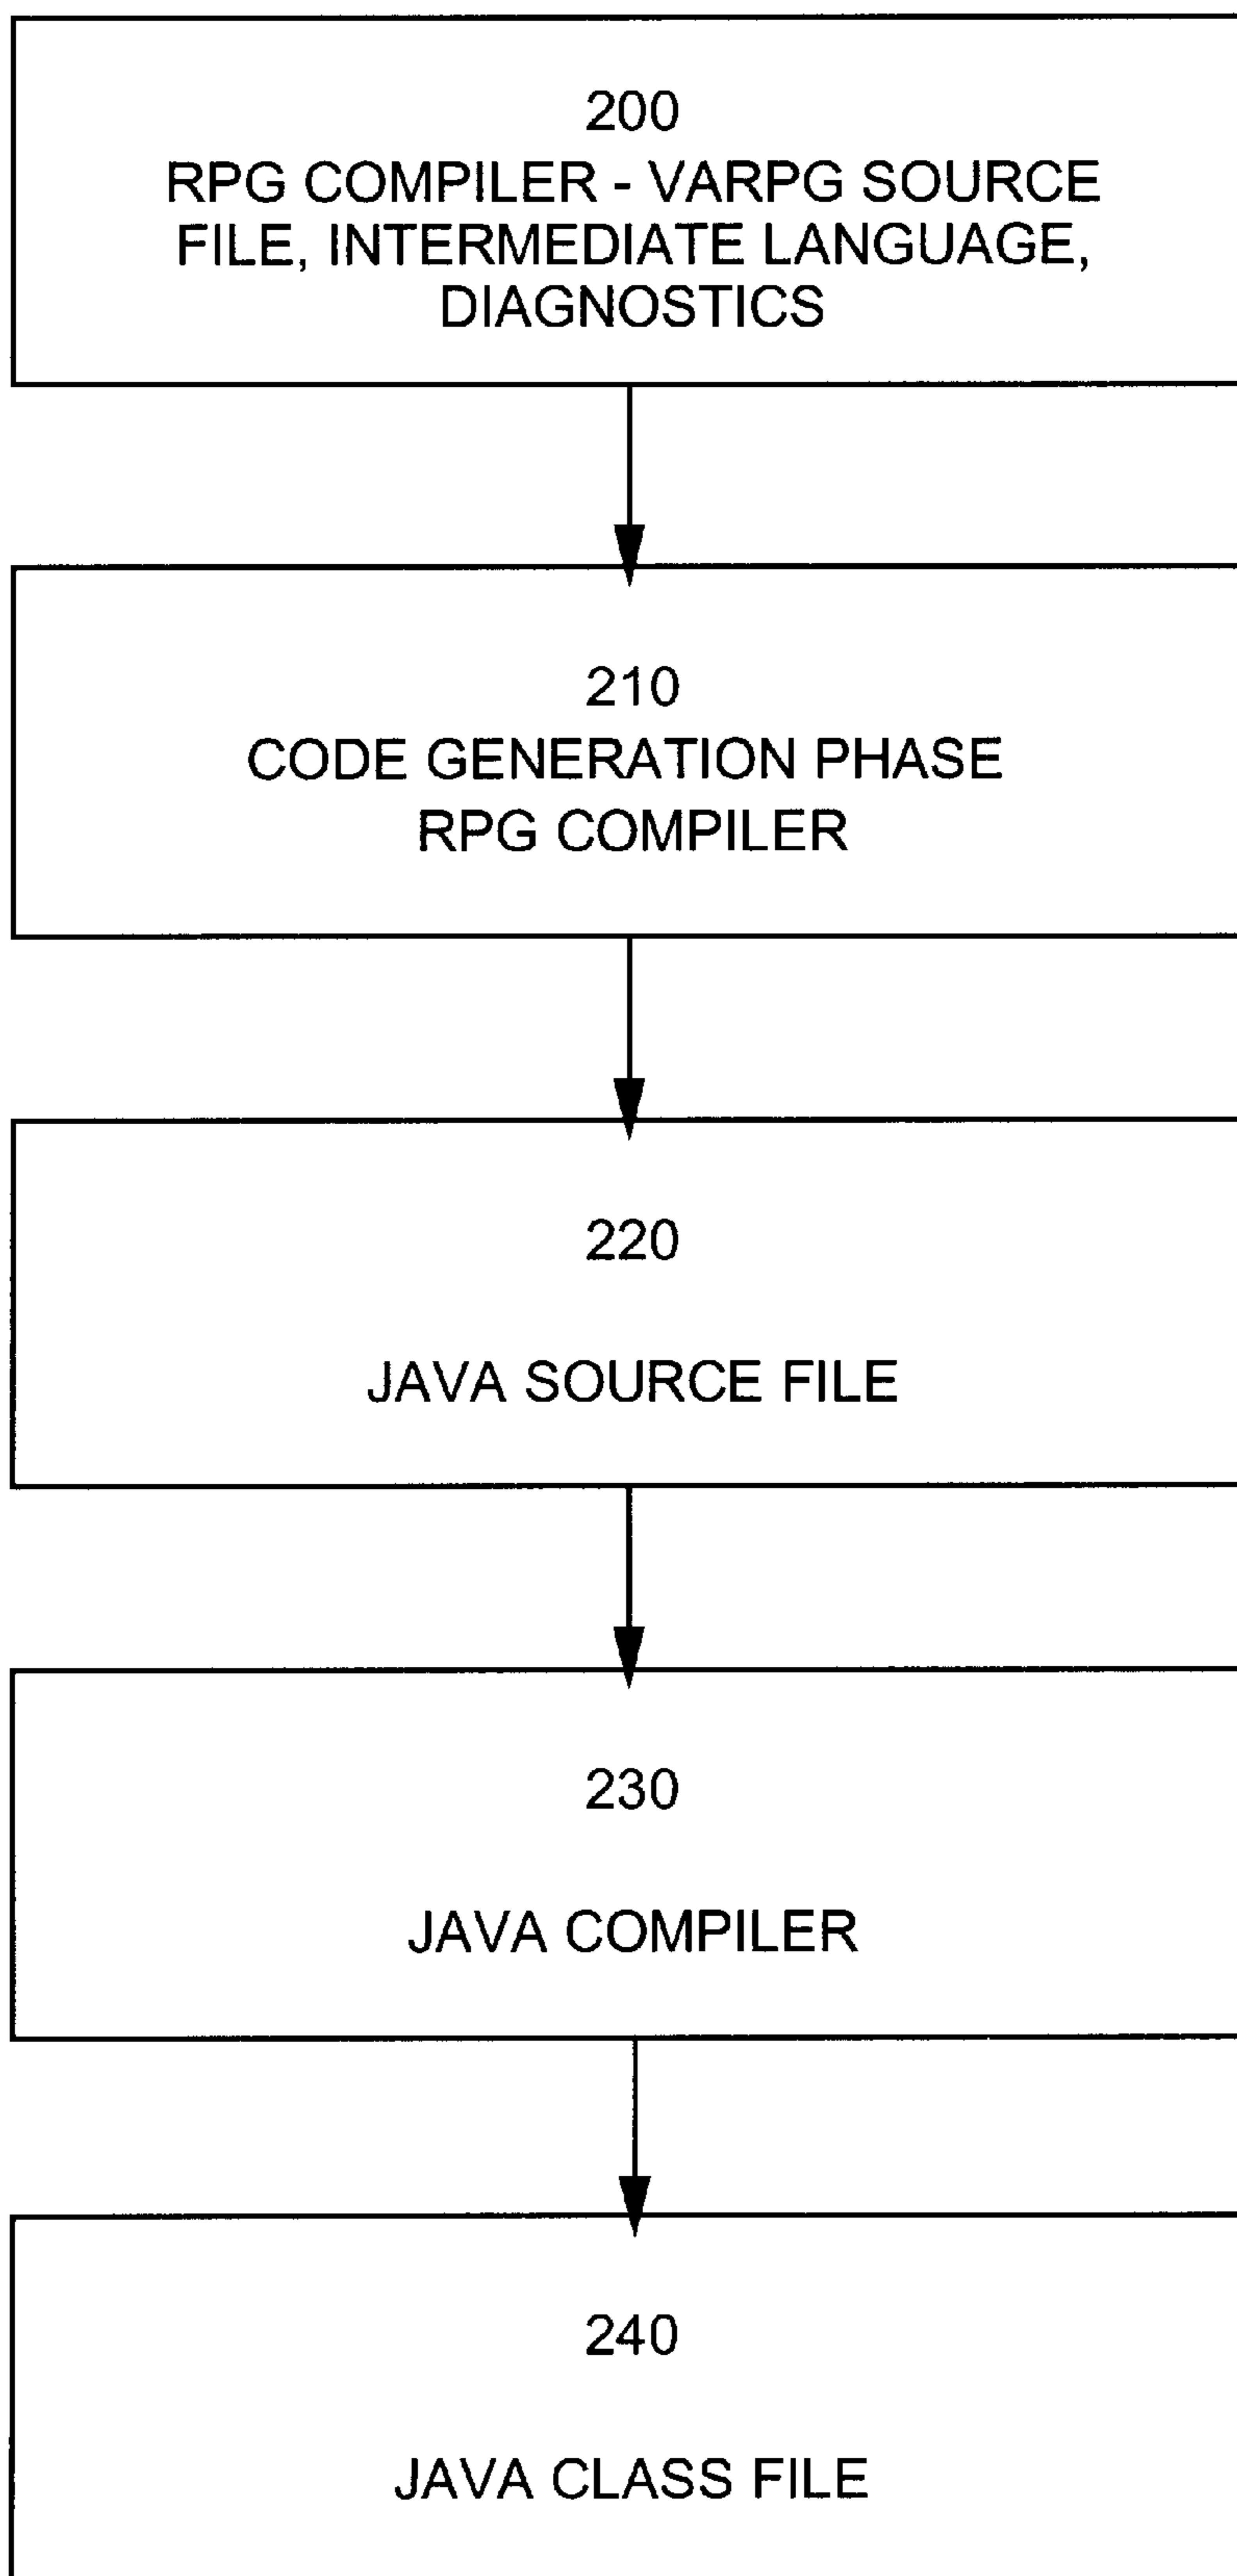 200
RPG COMPILER - VARPG SOURCE
FILE, INTERMEDIATE LANGUAGE,
DIAGNOSTICS
210
CODE GENERATION PHASE
RPG COMPILER
220
JAVA SOURCE FILE
230
JAVA COMPILER
240
JAVA CLASS FILE